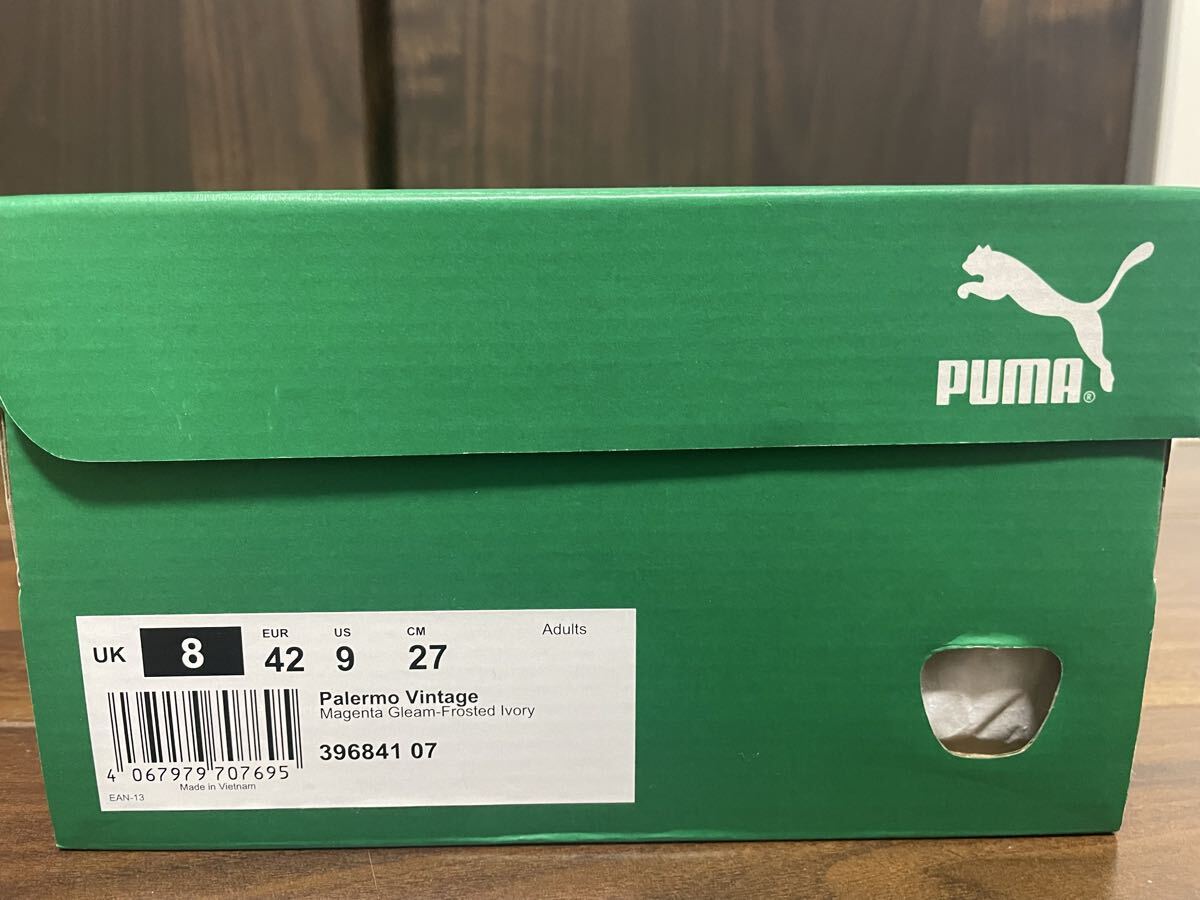 PUMA®
EUR US CM Adults
UK 8 42 9 27
Palermo Vintage
Magenta Gleam-Frosted Ivory
396841 07
4 067979 707695
Made in Vietnam
EAN-13